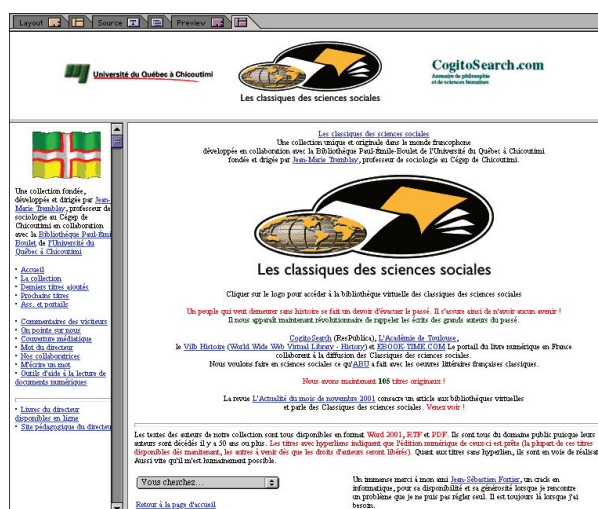 Layout
Source
Preview
Université du Québec à Chicoutimi
Les classiques des sciences sociales
CogitoSearch.com
Annuaire de philosophie
et de sciences humaines
Une collection fondée,
développée et dirigée par Jean-
Marie Tremblay, professeur de
sociologie au Cégep de
Chicoutimi en collaboration
avec la Bibliothèque Paul-Émi
Boulet de l'Université du
Québec à Chicoutimi
• Accueil
• La collection
• Derniers titres ajoutés
• Prochains titres
• Ass. et portails
• Commentaires des visiteurs
• On pointe sur nous
• Couverture médiatique
• Mot du directeur
• Nos collaboratrices
• M'écrire un mot
• Outils d'aide à la lecture de
documents numériques
• Livres du directeur
disponibles en ligne
• Site pédagogique du directeu
Les classiques des sciences sociales
Une collection unique et originale dans le monde francophone
développée en collaboration avec la Bibliothèque Paul-Émile-Boulet de l'Université du Québec à Chicoutimi
fondée et dirigée par Jean-Marie Tremblay, professeur de sociologie au Cégep de Chicoutimi.
Les classiques des sciences sociales
Cliquer sur le logo pour accéder à la bibliothèque virtuelle des classiques des sciences sociales
Un peuple qui veut demeurer sans histoire se fait un devoir d'évacuer le passé. Il s'assure ainsi de n'avoir aucun avenir !
Il nous apparaît maintenant révolutionnaire de rappeler les écrits des grands auteurs du passé.
CogitoSearch (ResPublica), L'Académie de Toulouse,
le Vilb Histoire (World Wide Web Virtual Library - History) et EBOOK-TIME.COM Le portail du livre numérique en France
collaborent à la diffusion des Classiques des sciences sociales.
Nous voulons faire en sciences sociales ce qu'ABU a fait avec les oeuvres littéraires françaises classiques.
Nous avons maintenant 105 titres originaux !
La revue L'Actualité du mois de novembre 2001 consacre un article aux bibliothèques virtuelles
et parle des Classiques des sciences sociales. Venez voir !
Les textes des auteurs de notre collection sont tous disponibles en format Word 2001, RTF et PDF. Ils sont tous du domaine public puisque leurs
auteurs sont décédés il y a 50 ans ou plus. Les titres avec hyperliens indiquent que l'édition numérique de ceux-ci est prête (la plupart de ces titres
disponibles dès maintenant, les autres à venir dès que les droits d'auteurs seront libérés). Quant aux titres sans hyperlien, ils sont en voie de réalisat
Aussi vite qu'il m'est humainement possible.
Vous cherchez...
Retour à la page d'accueil
Un immense merci à mon ami Jean-Sébastien Fortier, un crack en
informatique, pour sa disponibilité et sa générosité lorsque je rencontre
un problème que je ne puis pas régler seul. Il est toujours là lorsque j'ai
besoin.